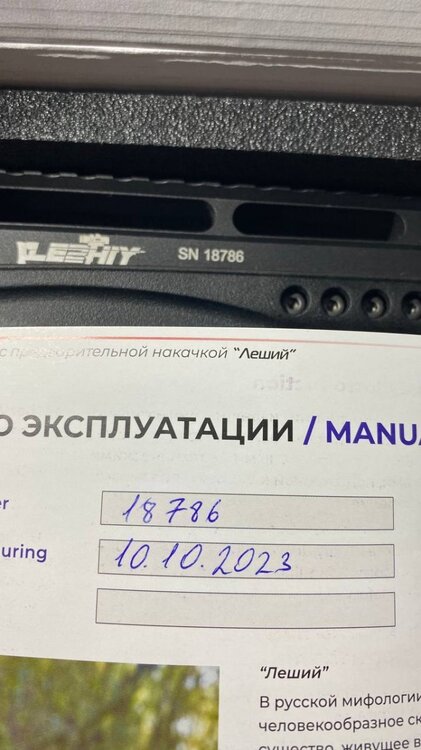 LESHIY SN 18786
с предварительной накачкой "Леший"
О ЭКСПЛУАТАЦИИ / MANUA
er
18786
uring
10.10.2023
"Леший"
В русской мифологии
человекообразное ск
существо, живущее в